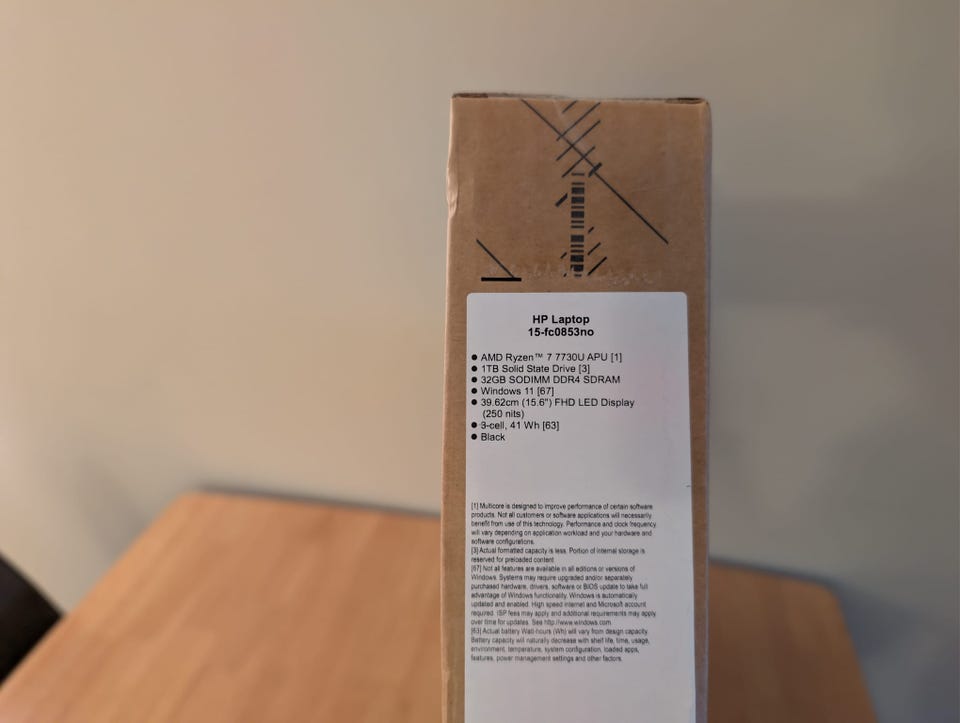 HP Laptop
15-fc0853no
● AMD Ryzen™ 7 7730U APU [1]
● 1TB Solid State Drive [3]
● 32GB SODIMM DDR4 SDRAM
● Windows 11 [67]
● 39.62cm (15.6") FHD LED Display
(250 nits)
● 3-cell, 41 Wh [63]
● Black
[1] Multicore is designed to improve performance of certain software
products. Not all customers or software applications will necessarily
benefit from use of this technology. Performance and clock frequency
will vary depending on application workload and your hardware and
software configurations.
[3] Actual formatted capacity is less. Portion of internal storage is
reserved for preloaded content
[67] Not all features are available in all editions or versions of
Windows. Systems may require upgraded and/or separately
purchased hardware, drivers, software or BIOS update to take full
advantage of Windows functionality. Windows is automatically
updated and enabled. High speed internet and Microsoft account
required. ISP fees may apply and additional requirements may apply
over time for updates. See http://www.windows.com
[63] Actual battery Watt-hours (Wh) will vary from design capacity.
Battery capacity will naturally decrease with shelf life, time, usage,
environment, temperature, system configuration, loaded apps,
features, power management settings and other factors.